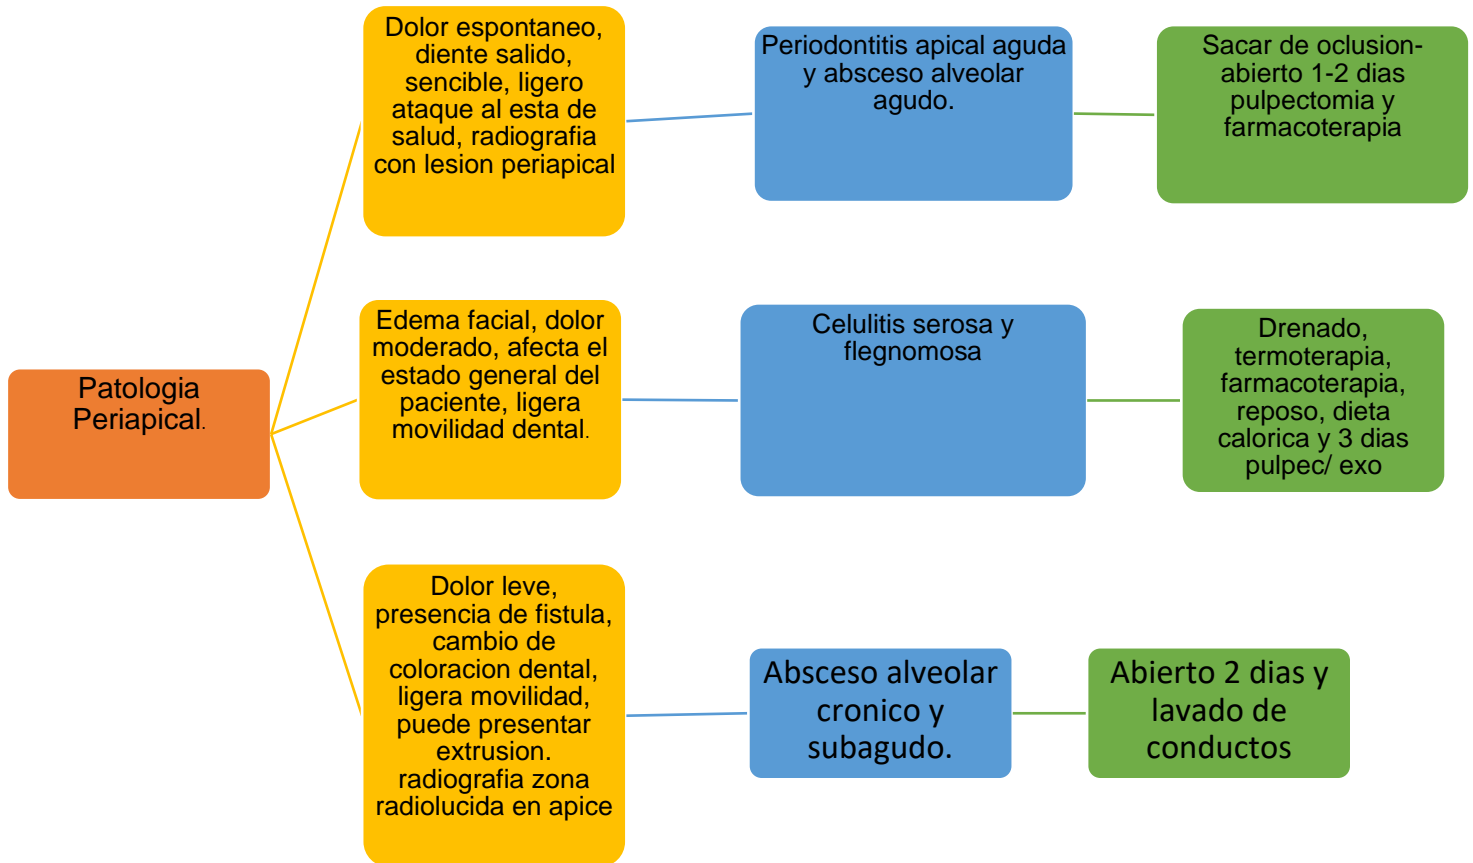 Patologia
Periapical.
Dolor espontaneo,
diente salido,
sencible, ligero
ataque al esta de
salud, radiografia
con lesion periapical
Periodontitis apical aguda
y absceso alveolar
agudo.
Sacar de oclusion-
abierto 1-2 dias
pulpectomia y
farmacoterapia
Edema facial, dolor
moderado, afecta el
estado general del
paciente, ligera
movilidad dental.
Celulitis serosa y
flegnomosa
Drenado,
termoterapia,
farmacoterapia,
reposo, dieta
calorica y 3 dias
pulpec/ exo
Dolor leve,
presencia de fistula,
cambio de
coloracion dental,
ligera movilidad,
puede presentar
extrusion.
radiografia zona
radiolucida en apice
Absceso alveolar
cronico y
subagudo.
Abierto 2 dias y
lavado de
conductos